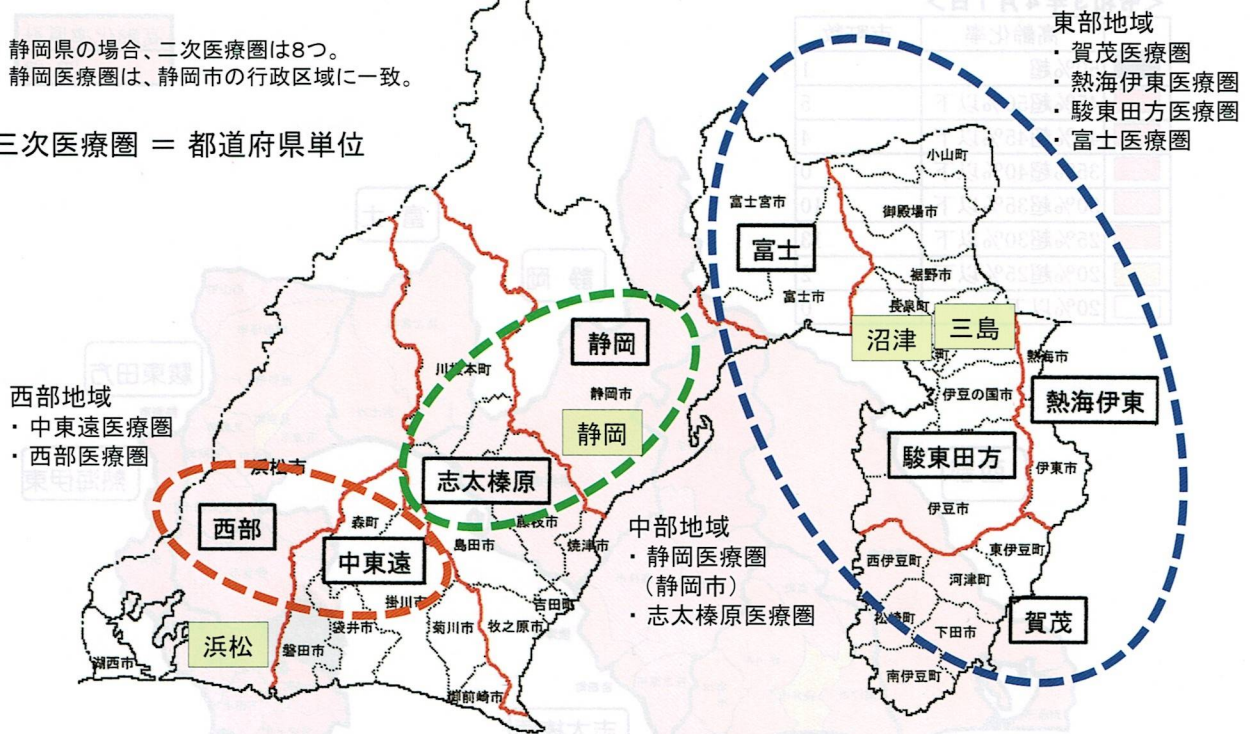 静岡県の場合、二次医療圏は8つ。
静岡医療圏は、静岡市の行政区域に一致。
三次医療圏 = 都道府県単位
東部地域
・賀茂医療圏
・熱海伊東医療圏
・駿東田方医療圏
・富士医療圏
小山町
富士宮市
御殿場市
富士
裾野市
富士市
長泉町
沼津
三島
町
熱海市
静岡
川根本町
静岡市
伊豆の国市
熱海伊東
西部地域
・中東遠医療圏
・西部医療圏
静岡
駿東田方
伊東市
浜松市
志太榛原
伊豆市
西部
森町
藤枝市
中部地域
・静岡医療圏
(静岡市)
・志太榛原医療圏
島田市
焼津市
中東遠
東伊豆町
西伊豆町
河津町
掛川市
吉田町
袋井市
菊川市
牧之原市
松崎町
賀茂
下田市
浜松
磐田市
湖西市
南伊豆町
御前崎市